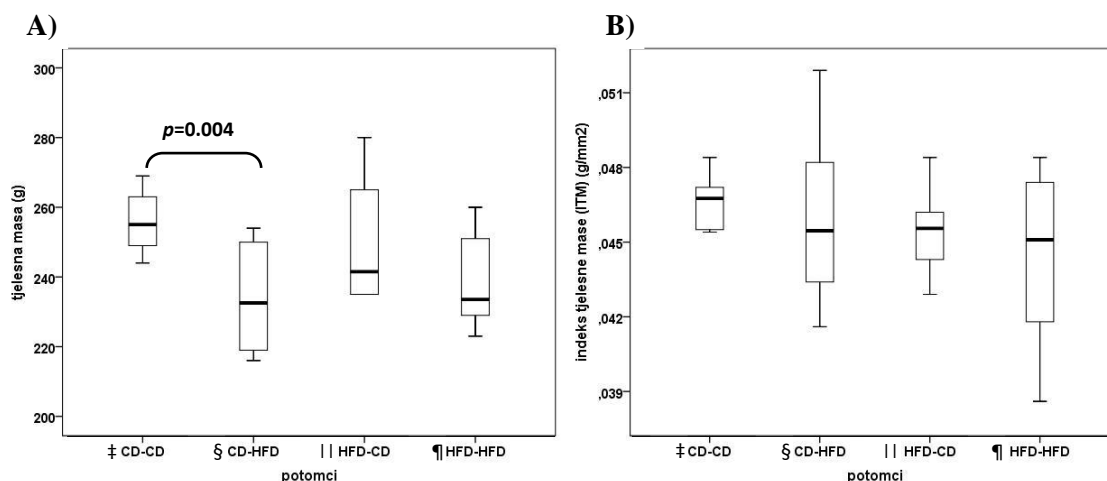 A)
300
280
260
240
220
200
tjelesna masa (g)
p=0.004
‡ CD-CD § CD-HFD || HFD-CD ¶ HFD-HFD
potomci
B)
,051
,048
,045
,042
,039
indeks tjelesne mase (ITM) (g/mm2)
‡ CD-CD § CD-HFD || HFD-CD ¶ HFD-HFD
potomci